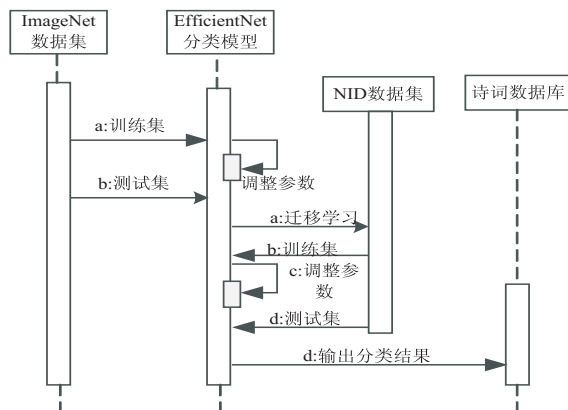 ImageNet
数据集
EfficientNet
分类模型
NID数据集
诗词数据库
a:训练集
调整参数
b:测试集
a:迁移学习
b:训练集
c:调整参
数
d:测试集
d:输出分类结果